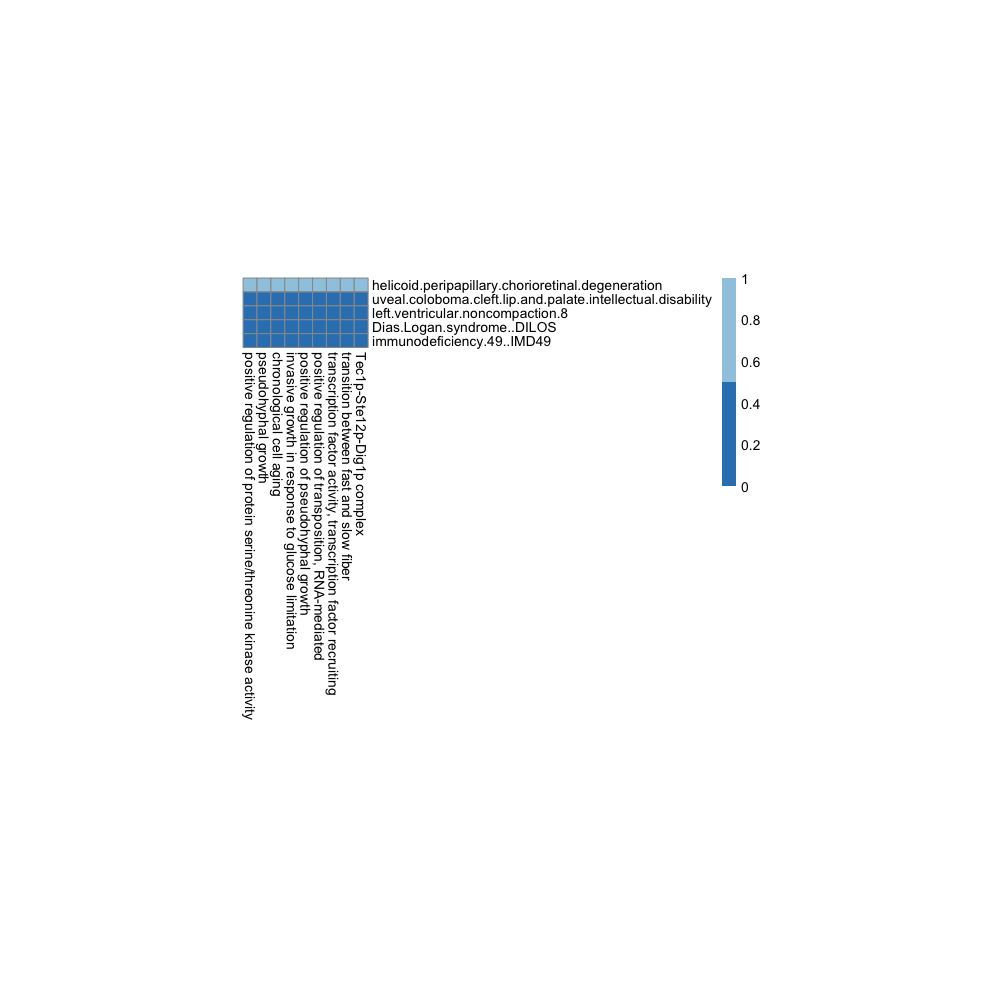 helicoid.peripapillary.chorioretinal.degeneration
uveal.coloboma.cleft.lip.and.palate.intellectual.disability
left.ventricular.noncompaction.8
Dias.Logan.syndrome..DILOS
immunodeficiency.49..IMD49
1
0.8
0.6
0.4
0.2
0
positive regulation of protein serine/threonine kinase activity
pseudohyphal growth
chronological cell aging
invasive growth in response to glucose limitation
positive regulation of pseudohyphal growth
positive regulation of transposition, RNA-mediated
transcription factor activity, transcription factor recruiting
transition between fast and slow fiber
Tec1p-Ste12p-Dig1p complex